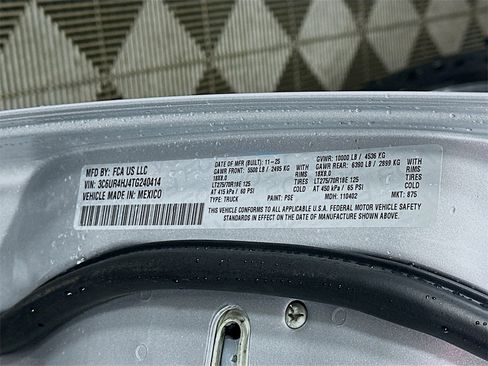 MFD BY: FCA US LLC
VIN: 3C6UR4HJ4TG240414
VEHICLE MADE IN: MEXICO
DATE OF MFR (BUILT): 11-25
GAWR FRONT: 5500 LB / 2495 KG
WITH
18X8.0
RIMS
LT275/70R18E 125
TIRES
AT 415 kPa / 60 PSI
TYPE: TRUCK
PAINT: PSE
GVWR: 10000 LB / 4536 KG
GAWR REAR: 6390 LB / 2899 KG
WITH
18X8.0
RIMS
LT275/70R18E 125
TIRES
AT 450 kPa / 65 PSI
MDH: 110402
MKT: 875
THIS VEHICLE CONFORMS TO ALL APPLICABLE U.S.A. FEDERAL MOTOR VEHICLE SAFETY
STANDARDS IN EFFECT ON THE DATE OF MANUFACTURE SHOWN ABOVE.